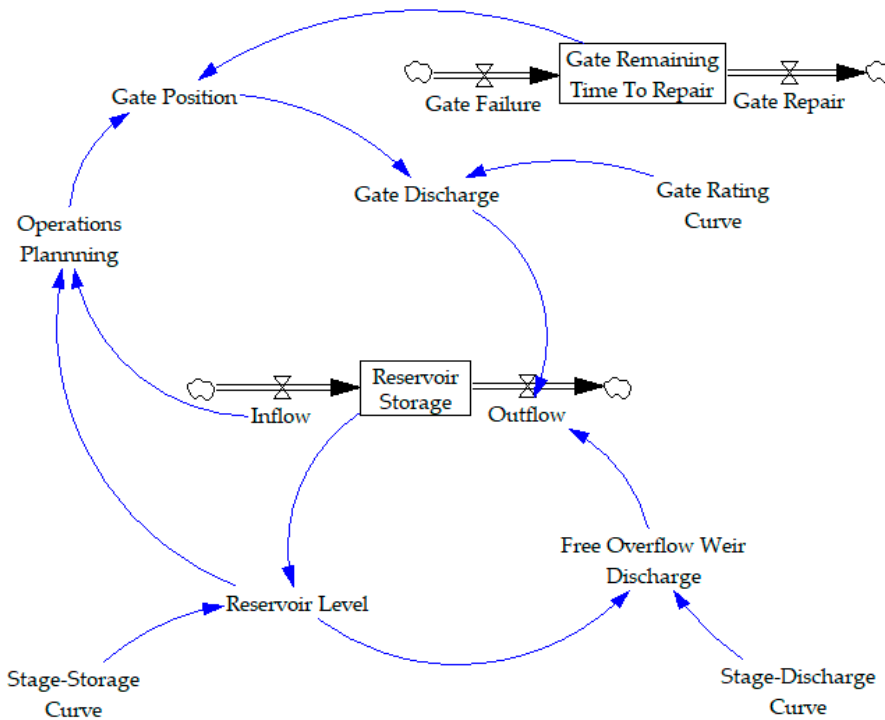 Gate Remaining
Time To Repair
Gate Failure
Gate Repair
Gate Position
Gate Discharge
Gate Rating
Curve
Operations
Plannning
Reservoir
Storage
Inflow
Outflow
Free Overflow Weir
Discharge
Reservoir Level
Stage-Storage
Curve
Stage-Discharge
Curve